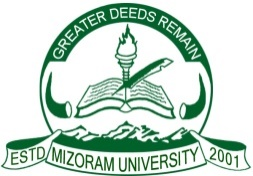 GREATER DEEDS REMAIN
ESTD MIZORAM UNIVERSITY 2001